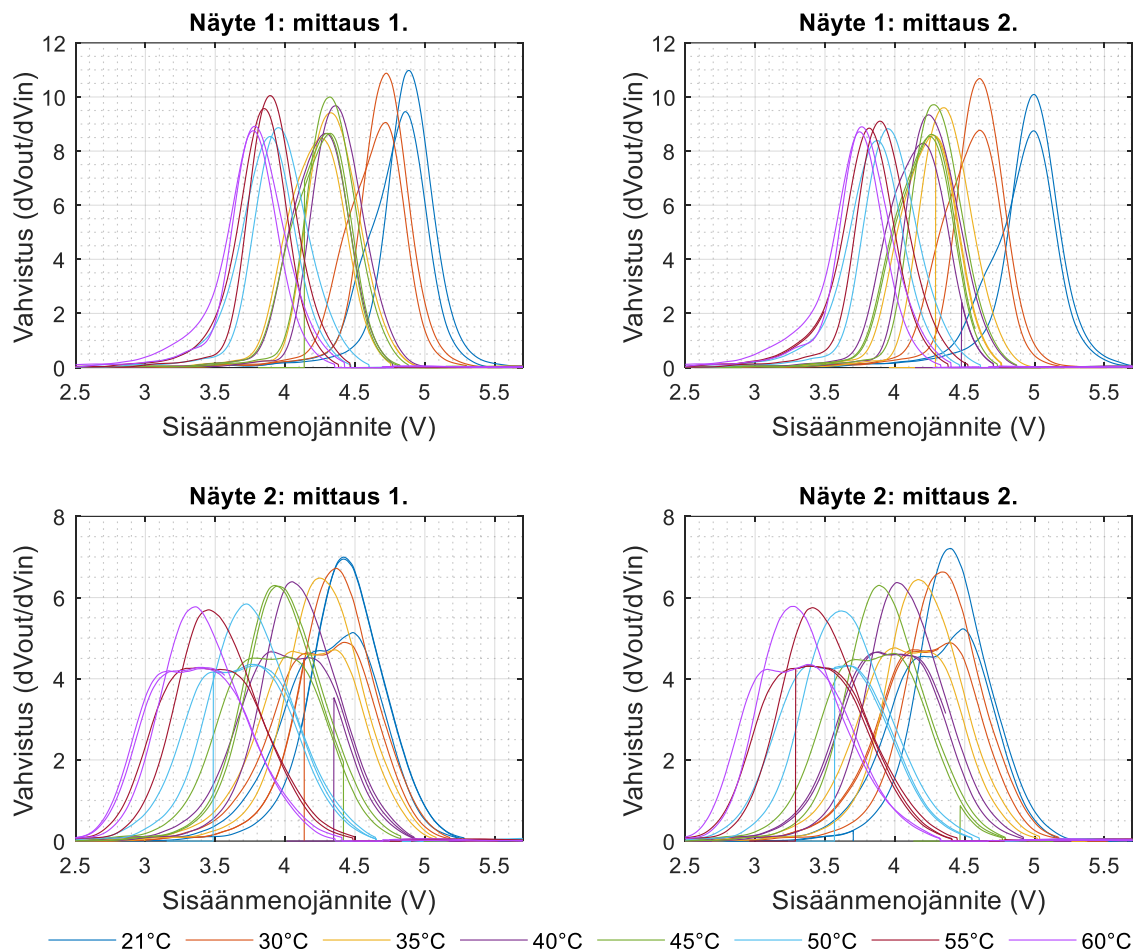 Näyte 1: mittaus 1.
12
10
8
6
4
2
0
Vahvistus (dVout/dVin)
2.5 3 3.5 4 4.5 5 5.5
Sisäänmenojännite (V)
Näyte 1: mittaus 2.
12
10
8
6
4
2
0
Vahvistus (dVout/dVin)
2.5 3 3.5 4 4.5 5 5.5
Sisäänmenojännite (V)
Näyte 2: mittaus 1.
8
6
4
2
0
Vahvistus (dVout/dVin)
2.5 3 3.5 4 4.5 5 5.5
Sisäänmenojännite (V)
Näyte 2: mittaus 2.
8
6
4
2
0
Vahvistus (dVout/dVin)
2.5 3 3.5 4 4.5 5 5.5
Sisäänmenojännite (V)
21°C 30°C 35°C 40°C 45°C 50°C 55°C 60°C